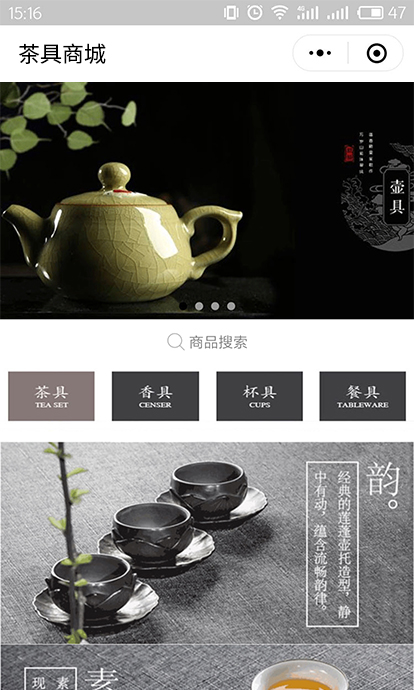 15:16
4G
47
茶具商城
壶具
商品搜索
茶具
TEA SET
香具
CENSER
杯具
CUPS
餐具
TABLEWARE
韵。
经典的莲蓬壶托造型，静
中有动，蕴含流畅韵律。
素
现素